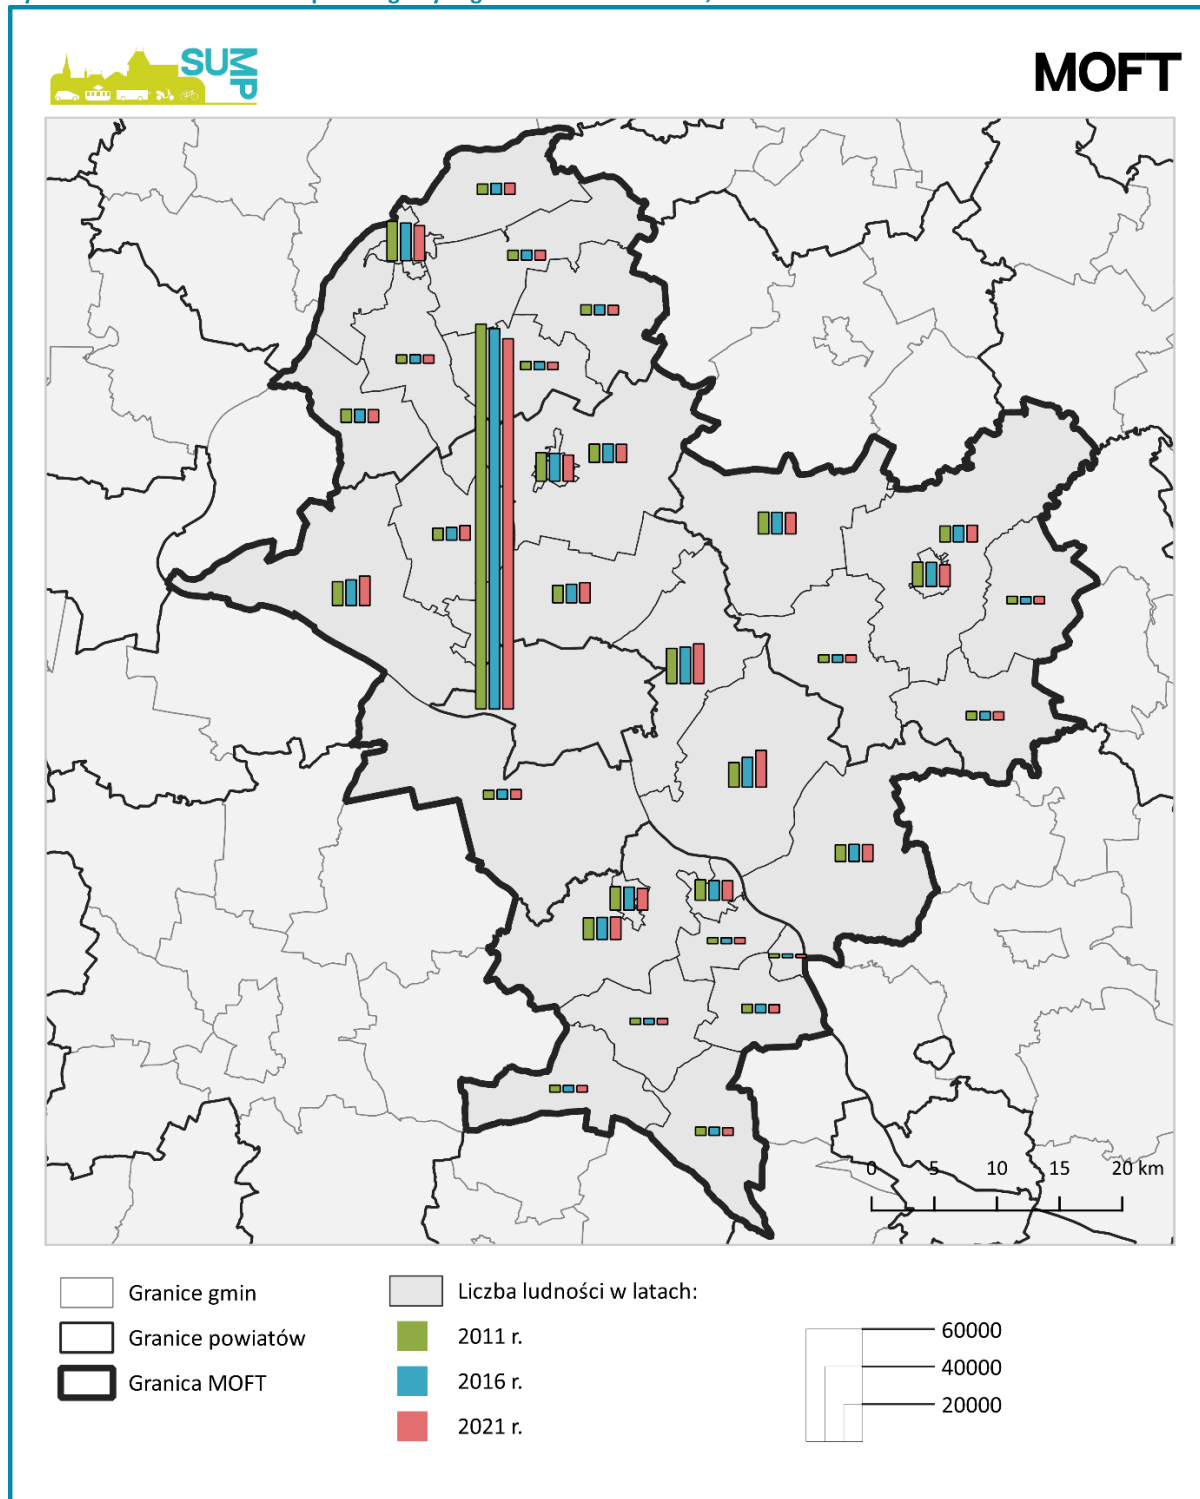 SUMP
MOFT
0 5 10 15 20 km
Granice gmin
Granice powiatów
Granica MOFT
Liczba ludności w latach:
2011 r.
2016 r.
2021 r.
60000
40000
20000